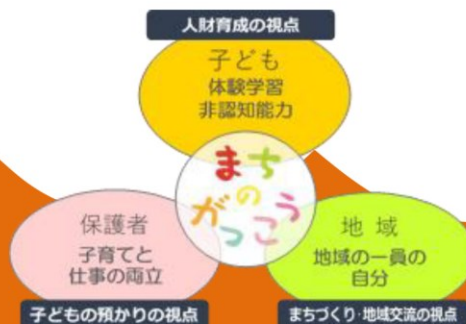 人財育成の視点
子ども
体験学習
非認知能力
まち
の
がっこう
保護者
子育てと
仕事の両立
子どもの預かりの視点
地域
地域の一員の
自分
まちづくり・地域交流の視点